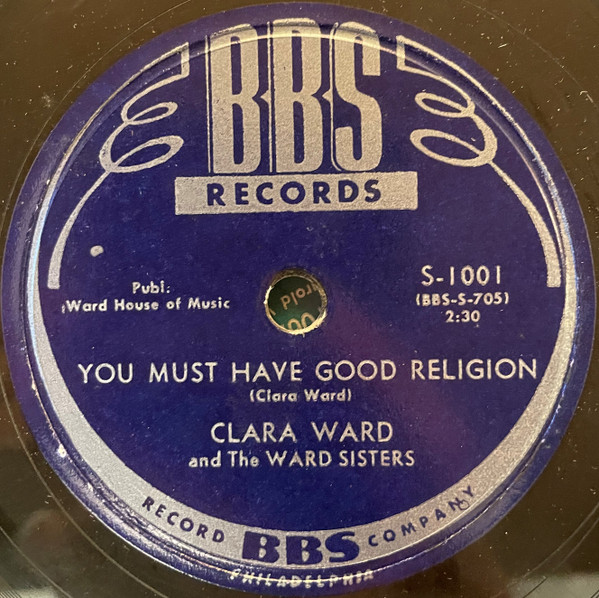 BBS
RECORDS
Publ.
Ward House of Music
S-1001
(BBS-S-705)
2:30
YOU MUST HAVE GOOD RELIGION
(Clara Ward)
CLARA WARD
and The WARD SISTERS
RECORD BBS COMPANY
PHILADELPHIA